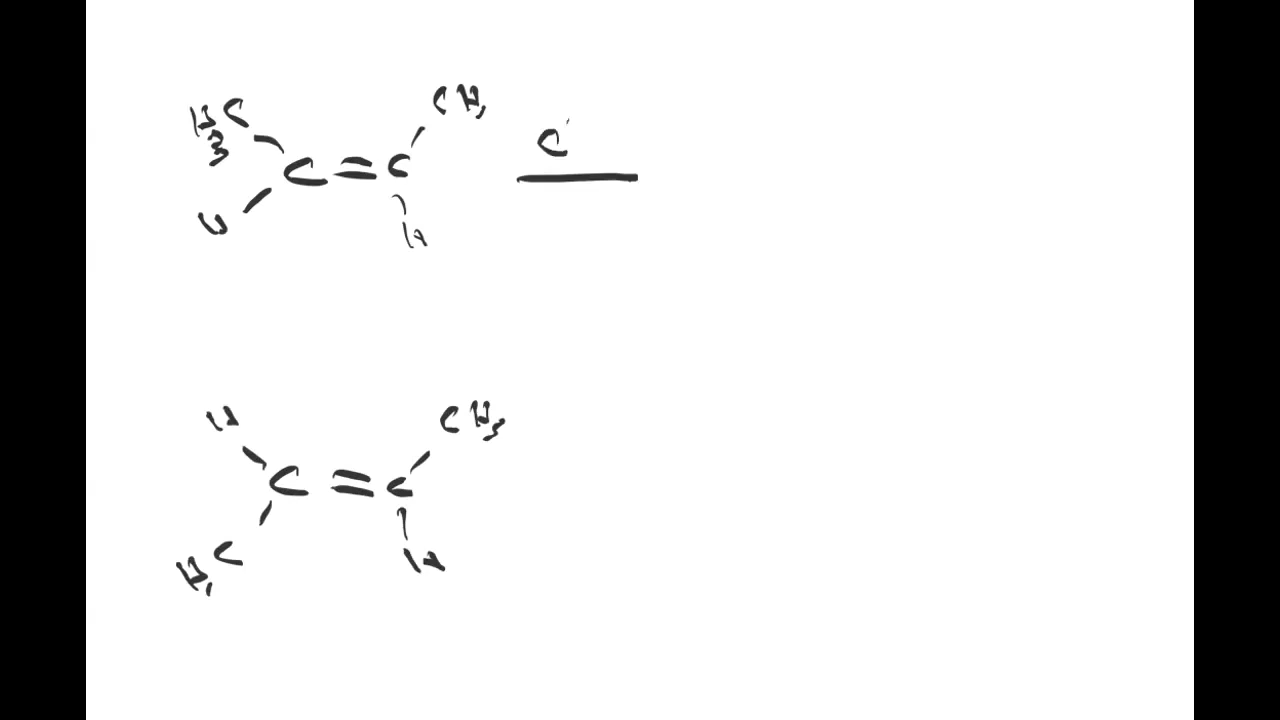 H3C CH3
C = C C
H H
H CH3
C = C
H3C H